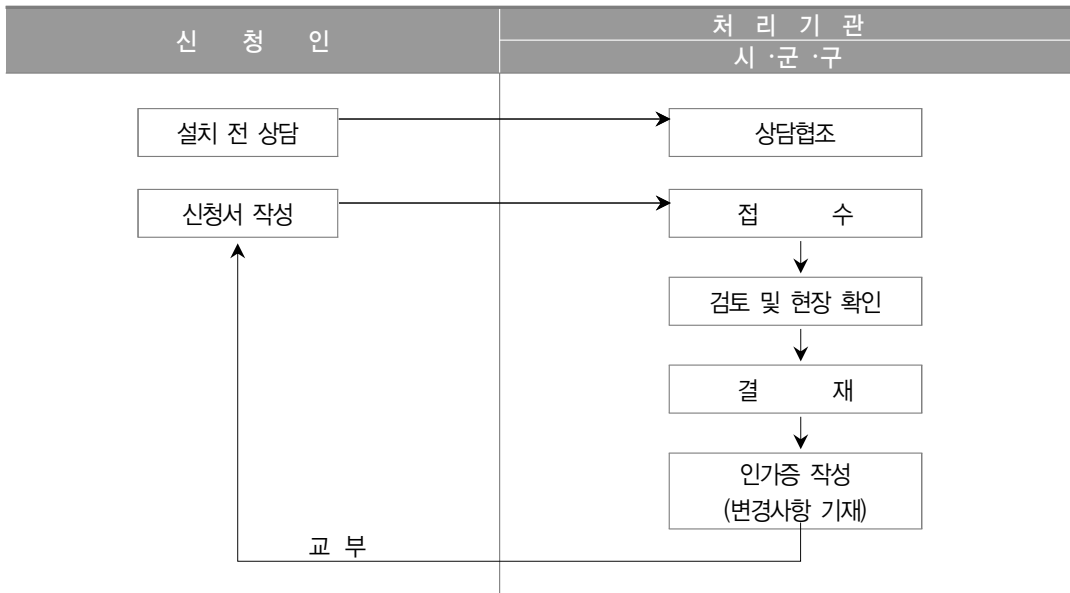 신 청 인
처 리 기 관
시 ·군 ·구
설치 전 상담
상담협조
신청서 작성
접 수
검토 및 현장 확인
결 재
인가증 작성
(변경사항 기재)
교 부